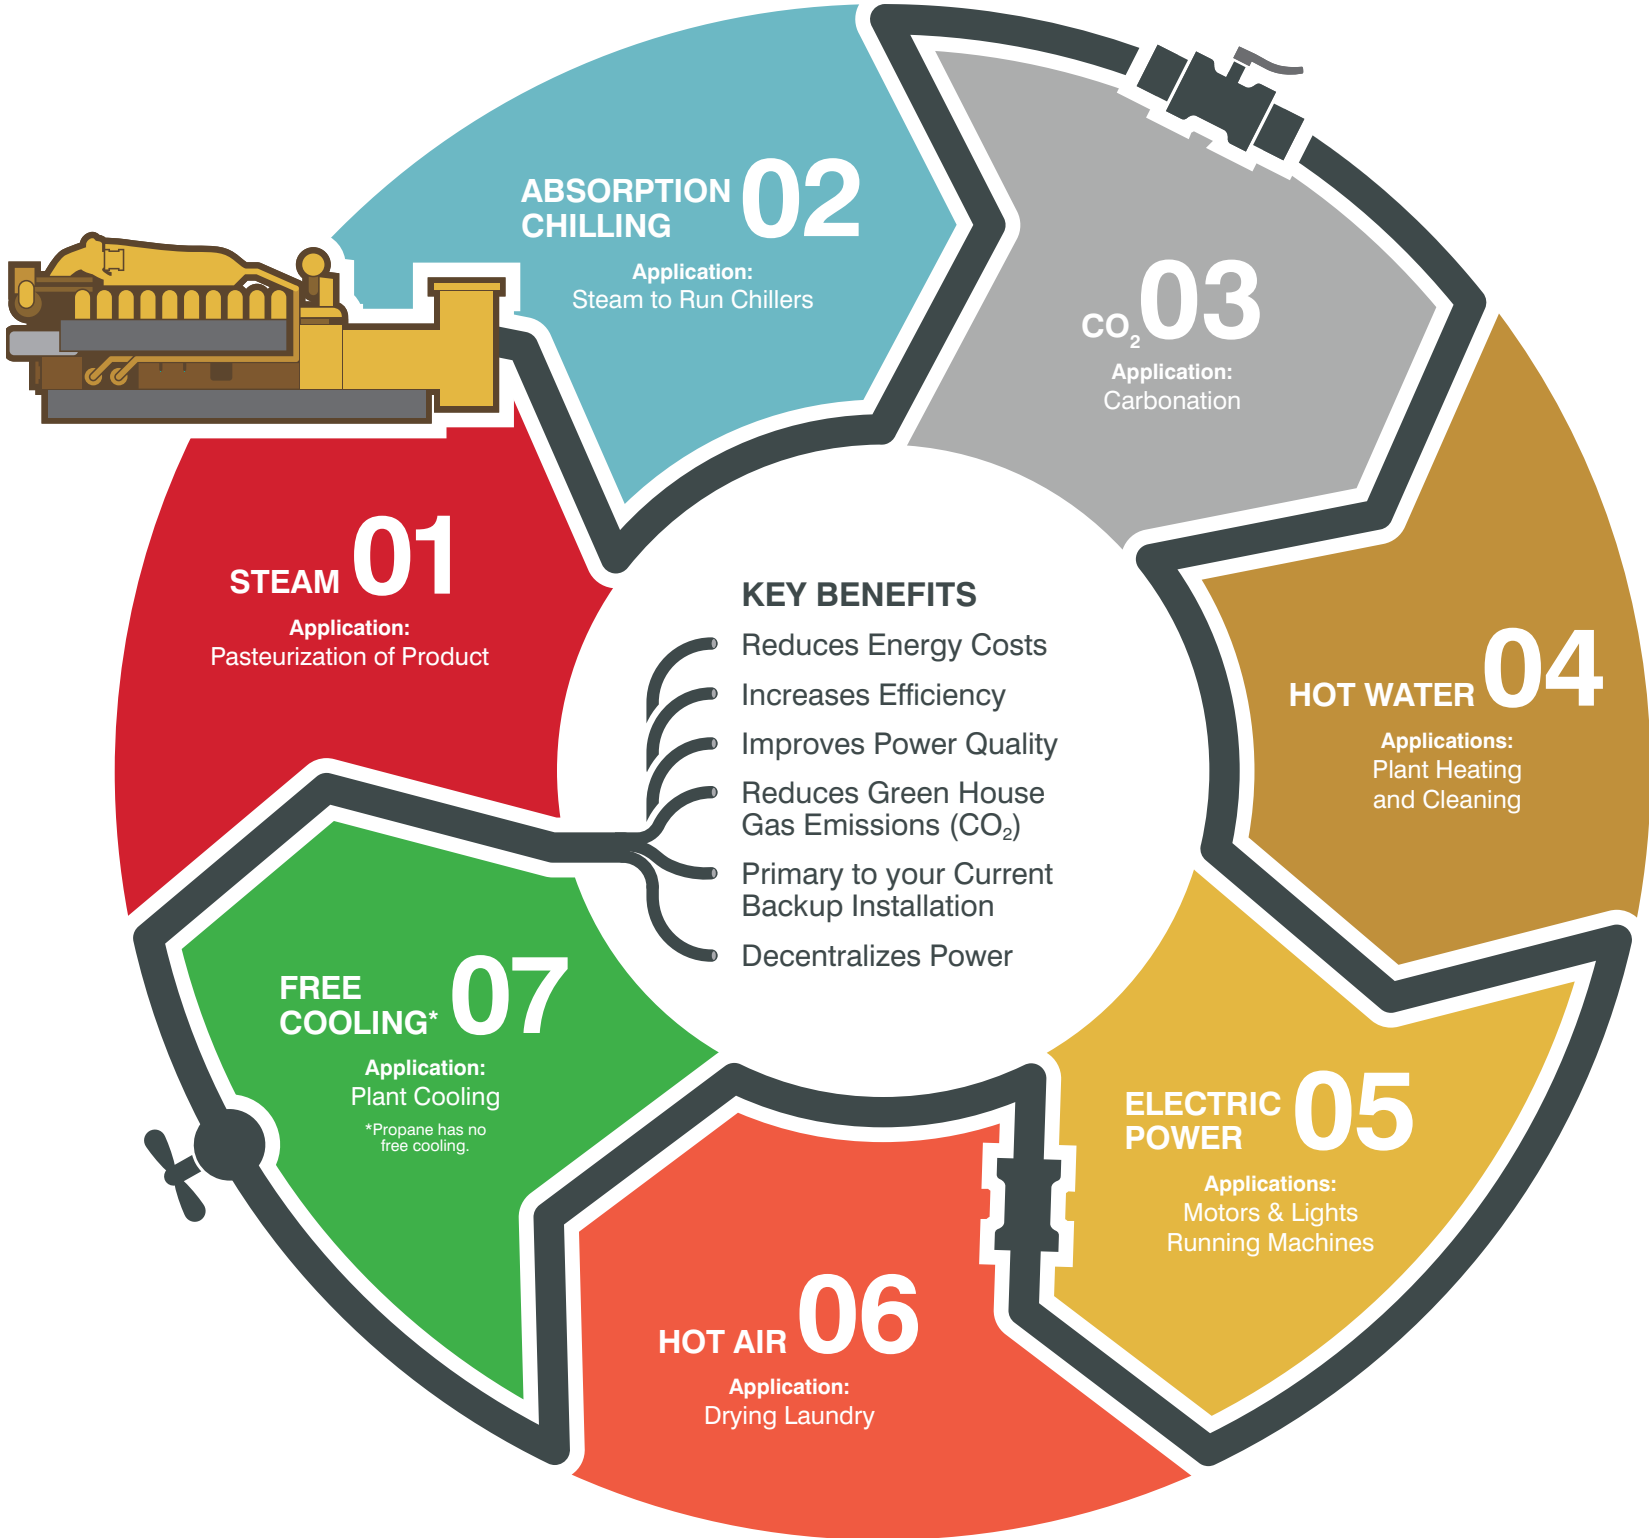 STEAM 01
Application:
Pasteurization of Product
ABSORPTION
CHILLING 02
Application:
Steam to Run Chillers
CO₂ 03
Application:
Carbonation
HOT WATER 04
Applications:
Plant Heating
and Cleaning
ELECTRIC
POWER 05
Applications:
Motors & Lights
Running Machines
HOT AIR 06
Application:
Drying Laundry
FREE
COOLING* 07
Application:
Plant Cooling
*Propane has no
free cooling.
KEY BENEFITS
Reduces Energy Costs
Increases Efficiency
Improves Power Quality
Reduces Green House
Gas Emissions (CO₂)
Primary to your Current
Backup Installation
Decentralizes Power